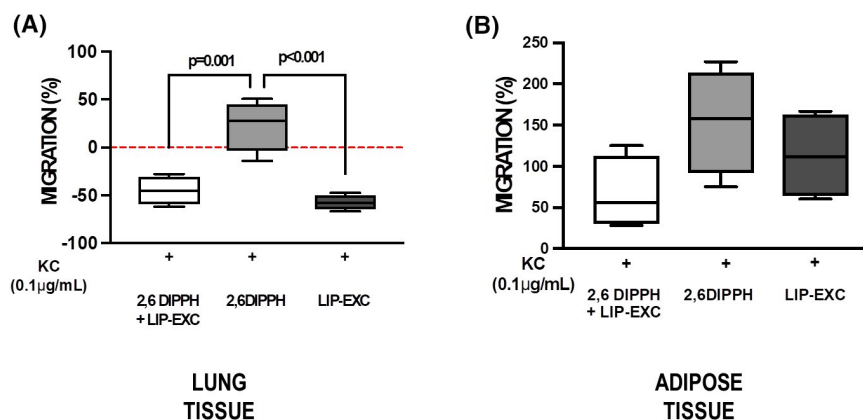 (A)
100
50
0
-50
-100
MIGRATION (%)
p=0.001
p<0.001
KC
(0.1µg/mL)
+
+
+
2,6 DIPPH
+ LIP-EXC
2,6DIPPH
LIP-EXC
LUNG
TISSUE
(B)
250
200
150
100
50
0
MIGRATION (%)
KC
(0.1µg/mL)
+
+
+
2,6 DIPPH
+ LIP-EXC
2,6DIPPH
LIP-EXC
ADIPOSE
TISSUE